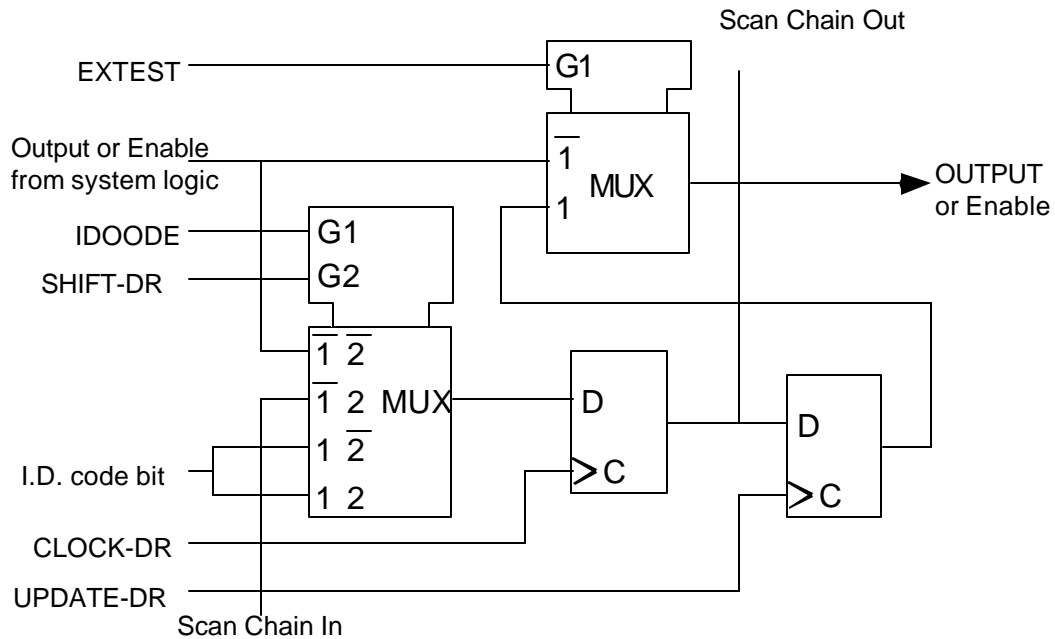 Scan Chain Out
EXTEST
G1
Output or Enable
from system logic
1
MUX
1
OUTPUT
or Enable
IDOODE
G1
SHIFT-DR
G2
1 2
1 2 MUX
1 2
1 2
I.D. code bit
D
C
D
C
CLOCK-DR
UPDATE-DR
Scan Chain In